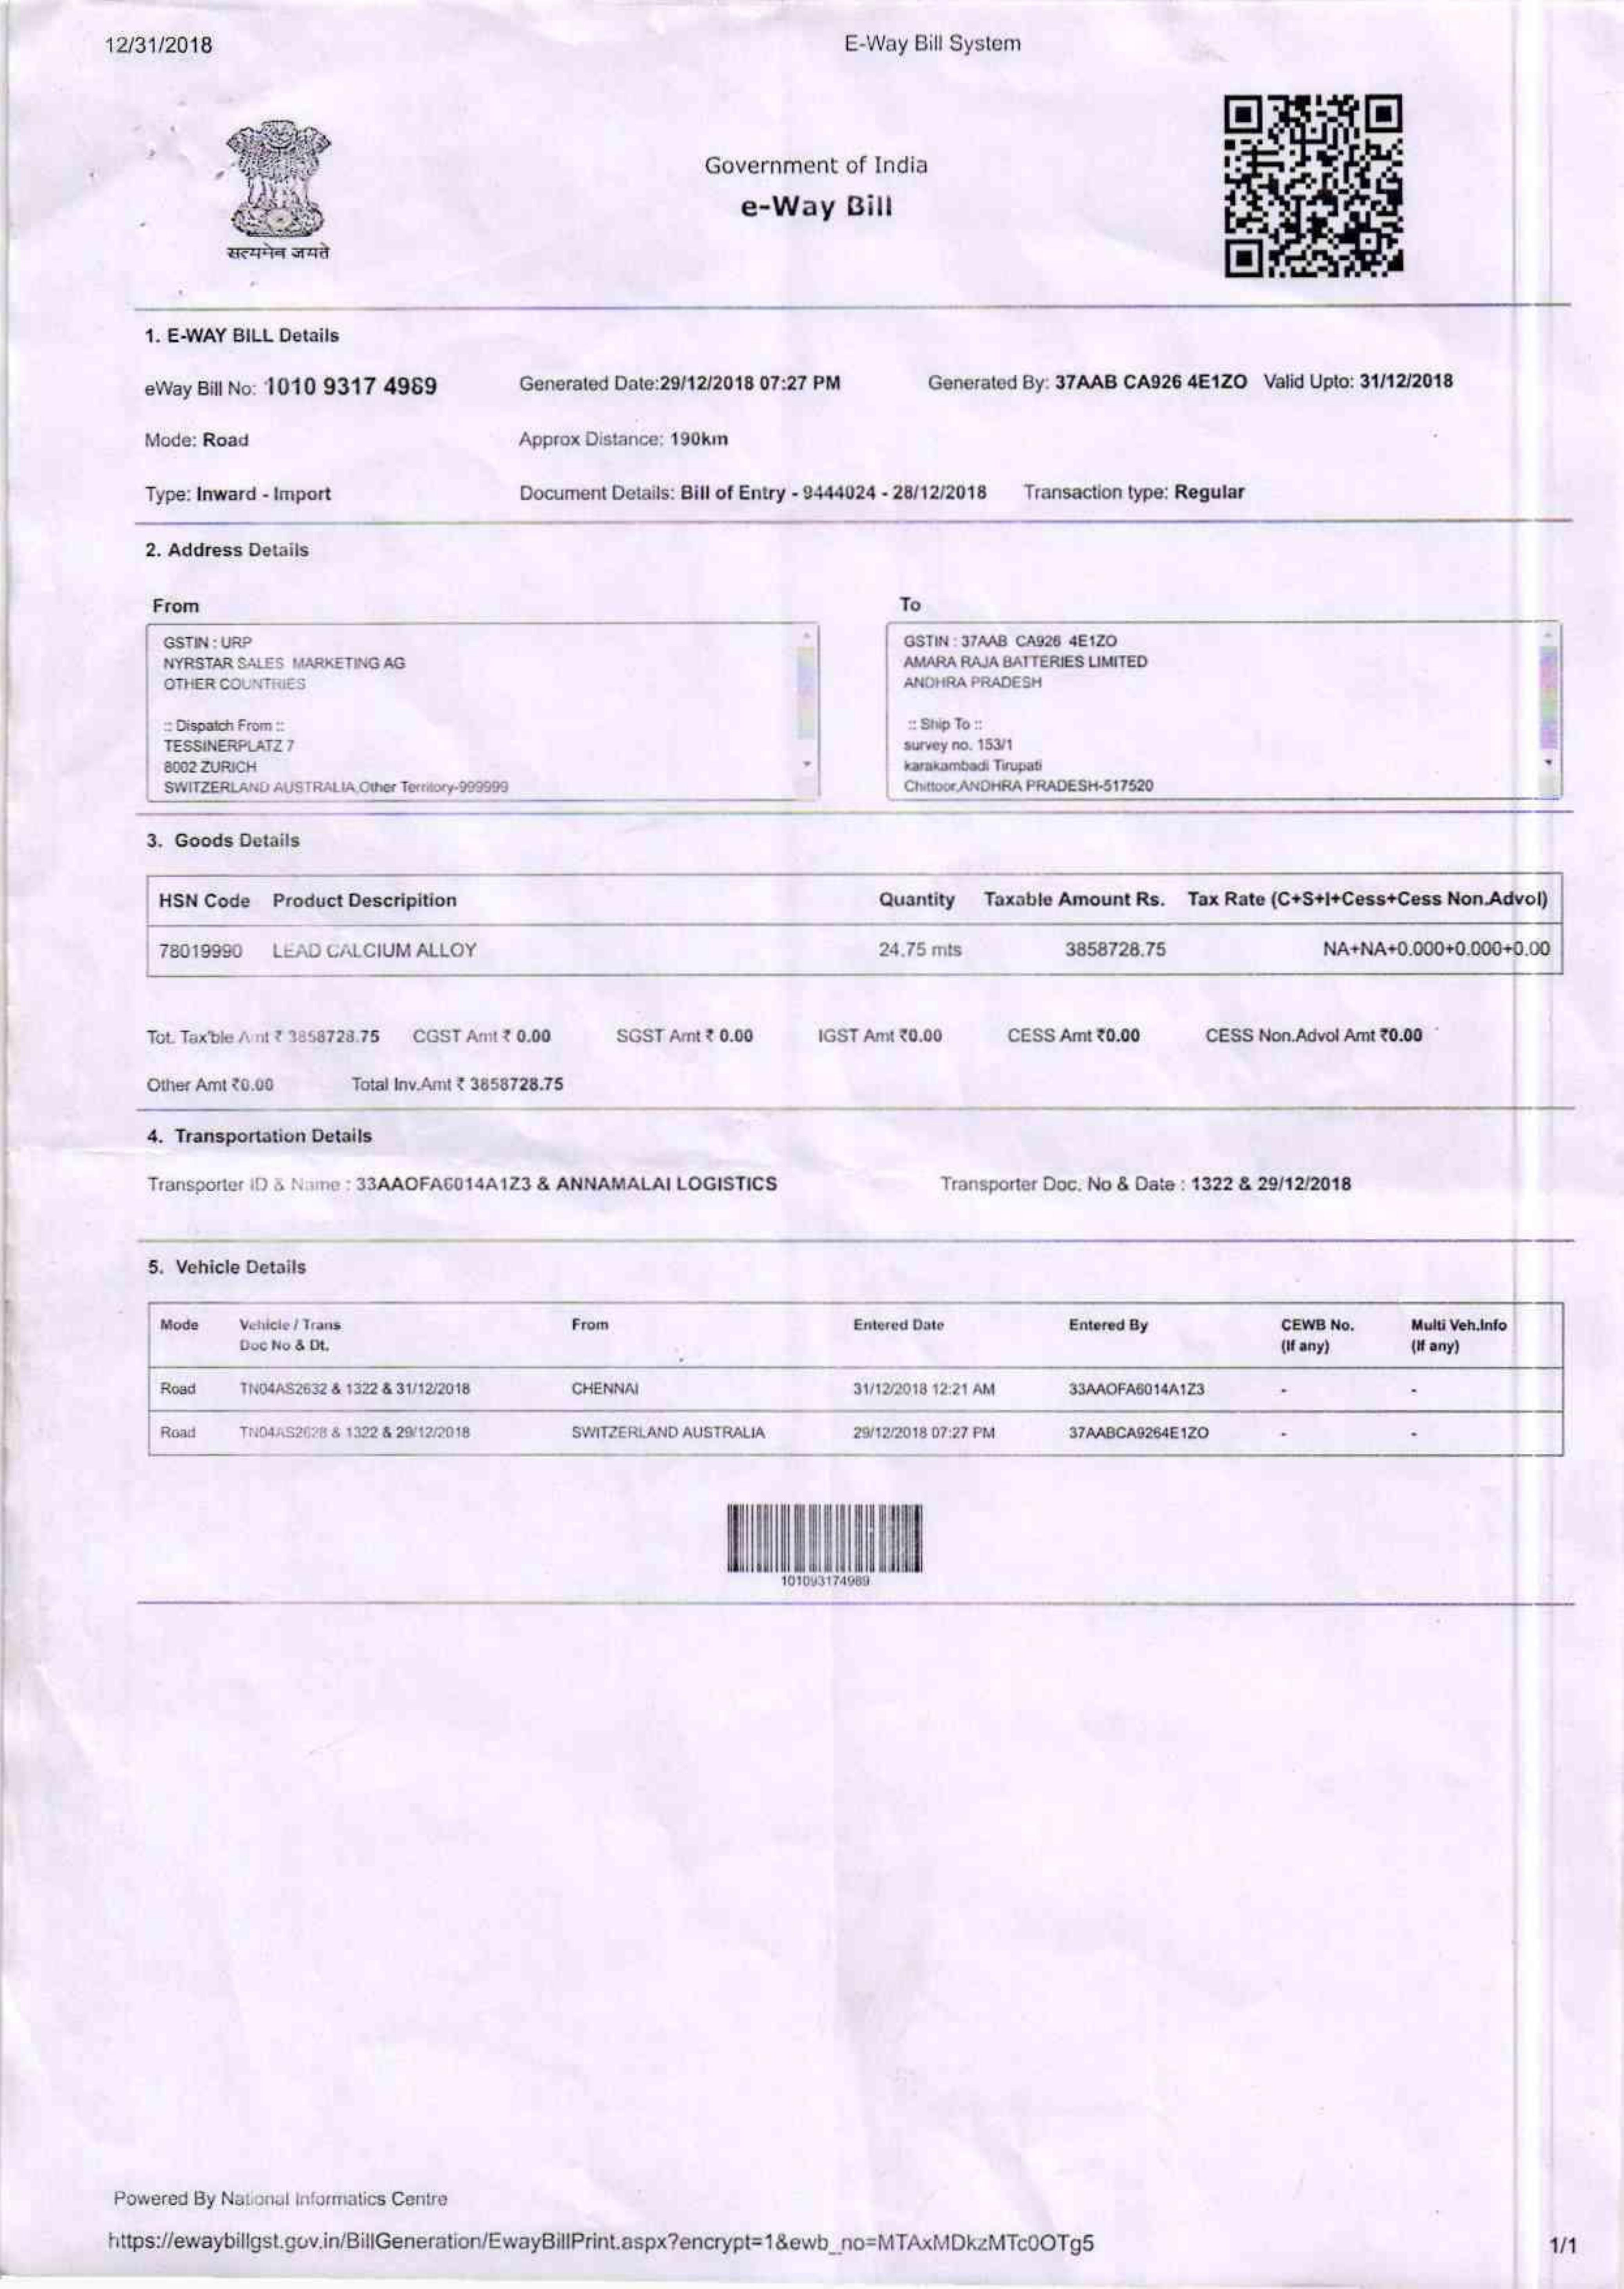 12/31/2018 E-Way Bill System
Government of India
e-Way Bill
सत्यमेव जयते
1. E-WAY BILL Details
eWay Bill No: 1010 9317 4989 Generated Date:29/12/2018 07:27 PM Generated By: 37AAB CA926 4E1ZO Valid Upto: 31/12/2018
Mode: Road Approx Distance: 190km
Type: Inward - Import Document Details: Bill of Entry - 9444024 - 28/12/2018 Transaction type: Regular
2. Address Details
From
GSTIN : URP
NYRSTAR SALES MARKETING AG
OTHER COUNTRIES
:: Dispatch From ::
TESSINERPLATZ 7
8002 ZURICH
SWITZERLAND AUSTRALIA,Other Territory-999999
To
GSTIN : 37AAB CA926 4E1ZO
AMARA RAJA BATTERIES LIMITED
ANDHRA PRADESH
:: Ship To ::
survey no. 153/1
karakambadi Tirupati
Chittoor,ANDHRA PRADESH-517520
3. Goods Details
HSN Code Product Descripition Quantity Taxable Amount Rs. Tax Rate (C+S+I+Cess+Cess Non.Advol)
78019990 LEAD CALCIUM ALLOY 24.75 mts 3858728.75 NA+NA+0.000+0.000+0.00
Tot. Tax'ble Amt ₹ 3858728.75 CGST Amt ₹ 0.00 SGST Amt ₹ 0.00 IGST Amt ₹0.00 CESS Amt ₹0.00 CESS Non.Advol Amt ₹0.00
Other Amt ₹0.00 Total Inv.Amt ₹ 3858728.75
4. Transportation Details
Transporter ID & Name : 33AAOFA6014A1Z3 & ANNAMALAI LOGISTICS Transporter Doc. No & Date : 1322 & 29/12/2018
5. Vehicle Details
Mode Vehicle / Trans From Entered Date Entered By CEWB No. Multi Veh.Info
Doc No & Dt. (If any) (If any)
Road TN04AS2632 & 1322 & 31/12/2018 CHENNAI 31/12/2018 12:21 AM 33AAOFA6014A1Z3 - -
Road TN04AS2628 & 1322 & 29/12/2018 SWITZERLAND AUSTRALIA 29/12/2018 07:27 PM 37AABCA9264E1ZO - -
101093174989
Powered By National Informatics Centre
https://ewaybillgst.gov.in/BillGeneration/EwayBillPrint.aspx?encrypt=1&ewb_no=MTAxMDkzMTc0OTg5 1/1